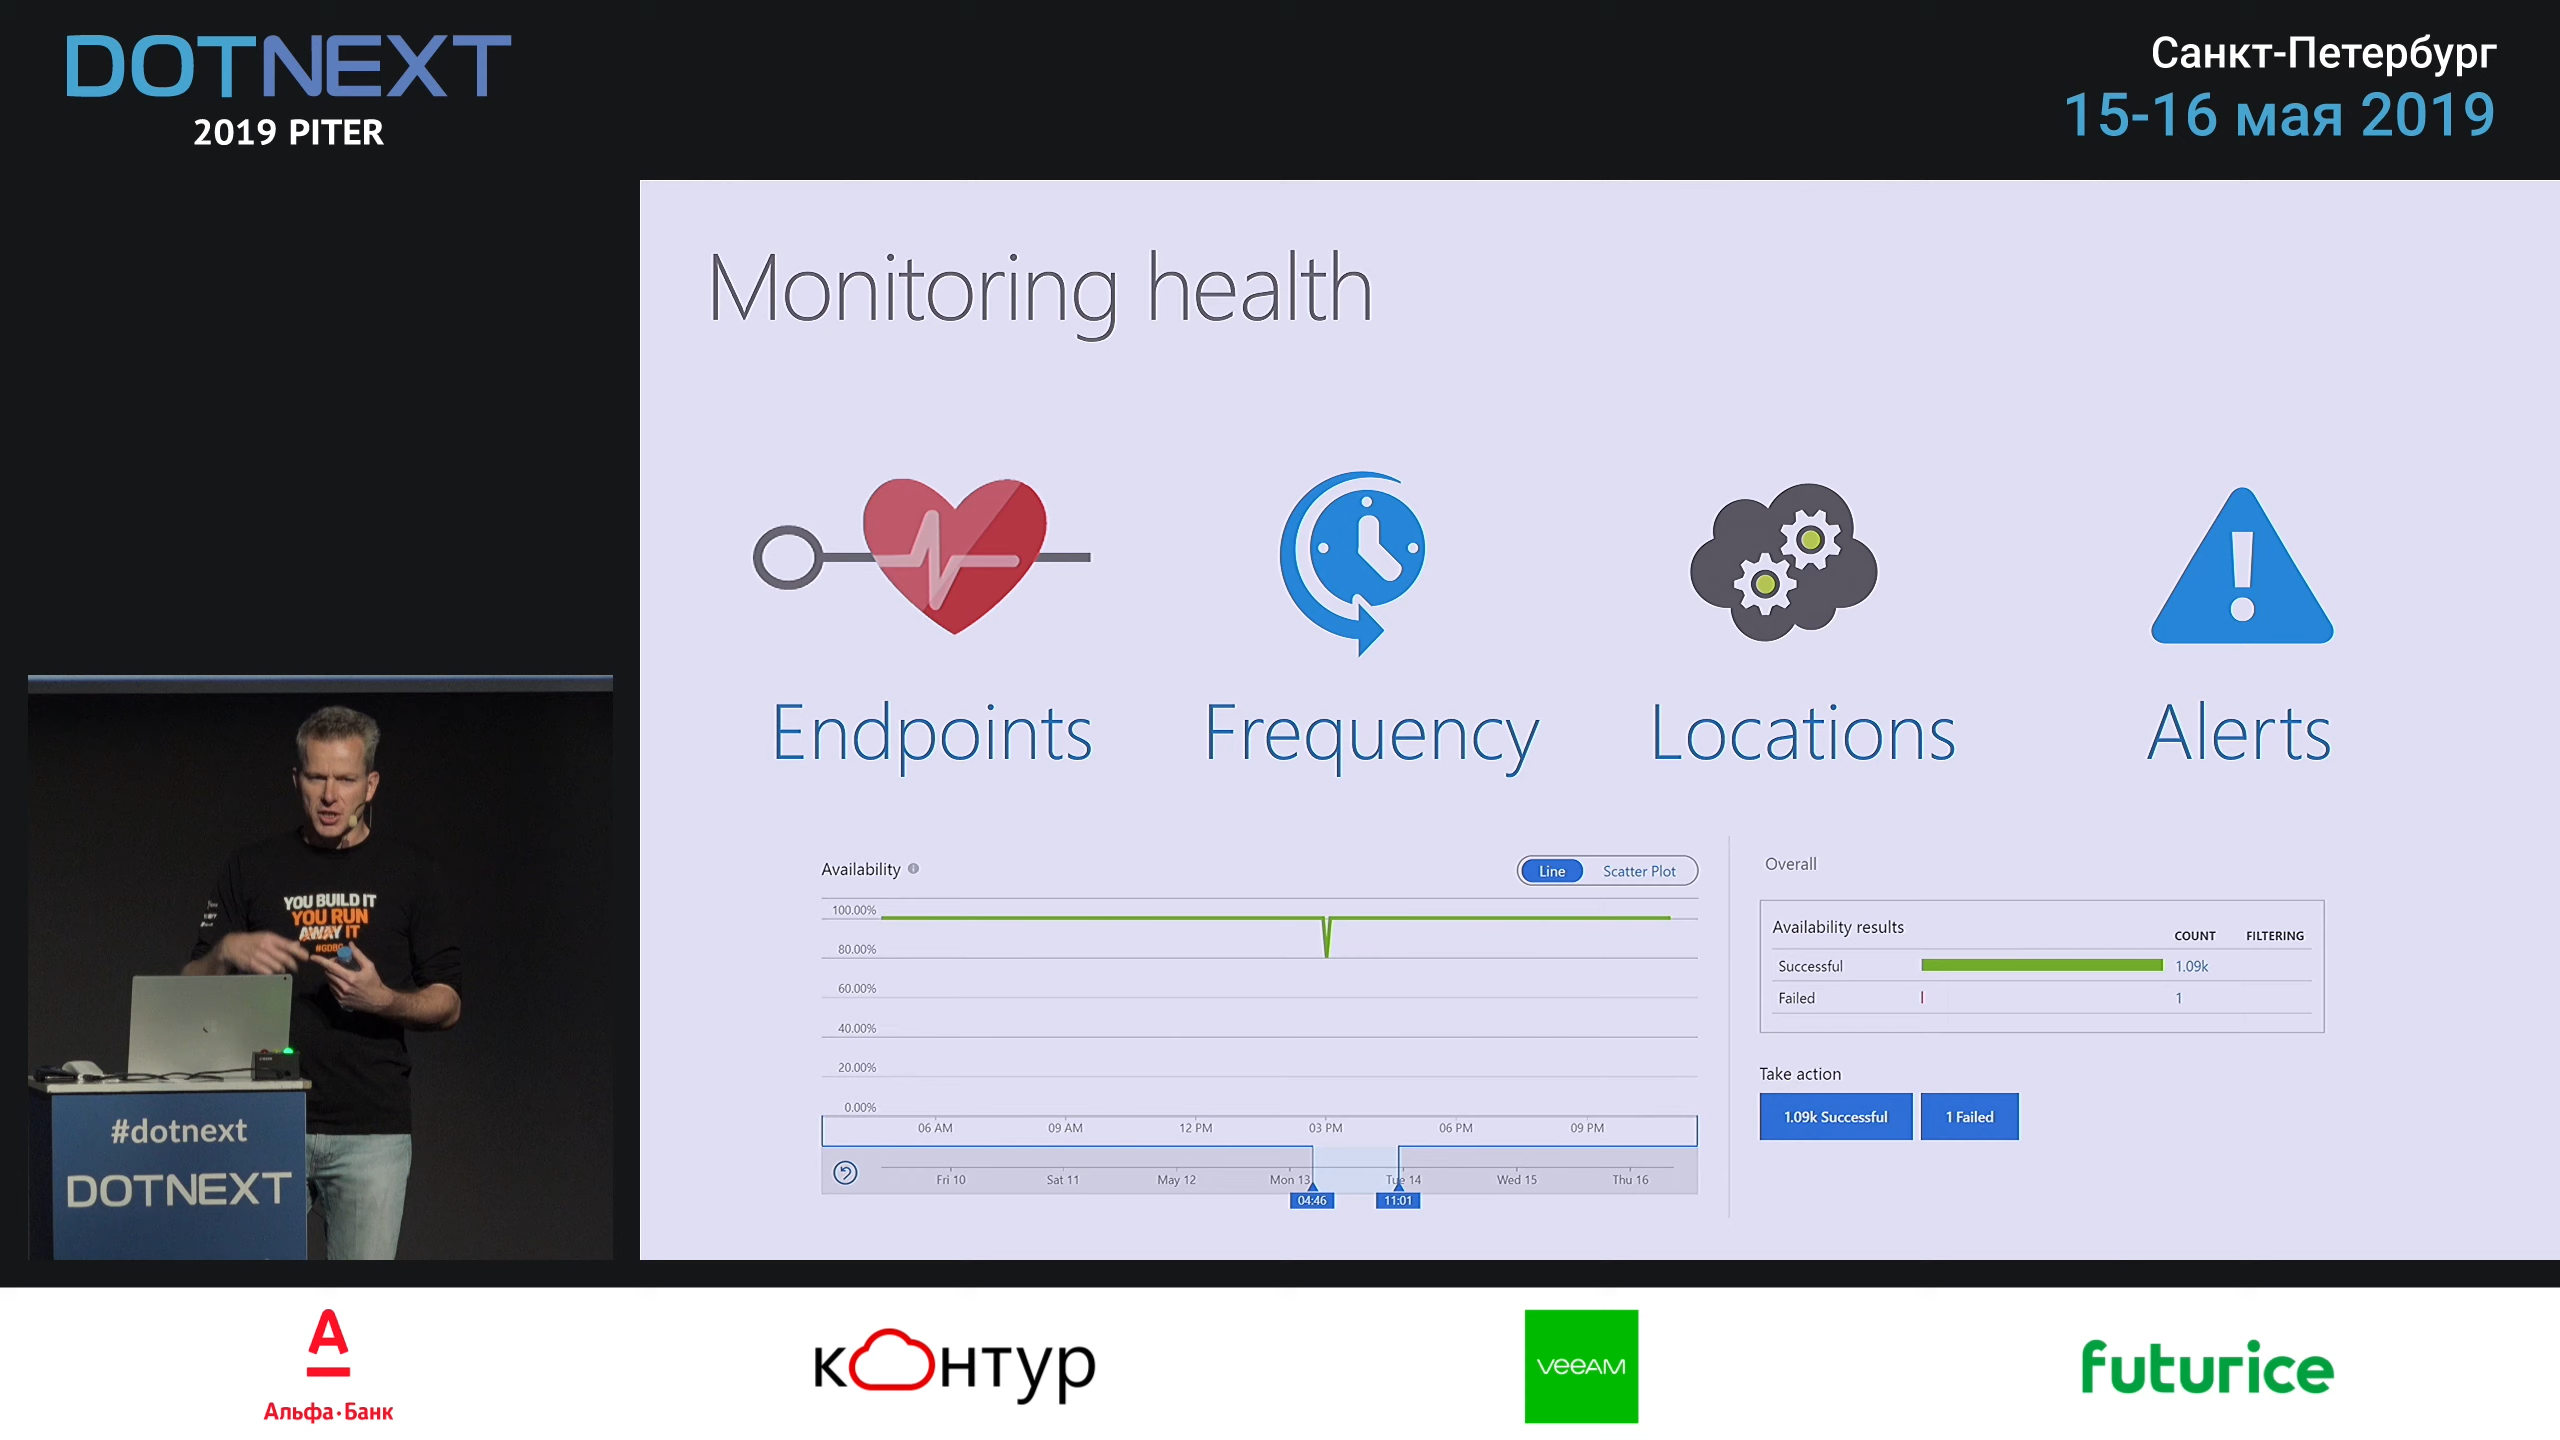 DOTNEXT
2019 PITER
Санкт-Петербург
15-16 мая 2019
Monitoring health
Endpoints
Frequency
Locations
Alerts
Availability
Line
Scatter Plot
100.00%
80.00%
60.00%
40.00%
20.00%
0.00%
06 AM
09 AM
12 PM
03 PM
06 PM
09 PM
Fri 10
Sat 11
May 12
Mon 13
Tue 14
Wed 15
Thu 16
04:46
11:01
Overall
Availability results
COUNT
FILTERING
Successful
1.09k
Failed
1
Take action
1.09k Successful
1 Failed
YOU BUILD IT
YOU RUN
AWAY IT
#GDBC
#dotnext
DOTNEXT
Альфа·Банк
контур
veeam
futurice